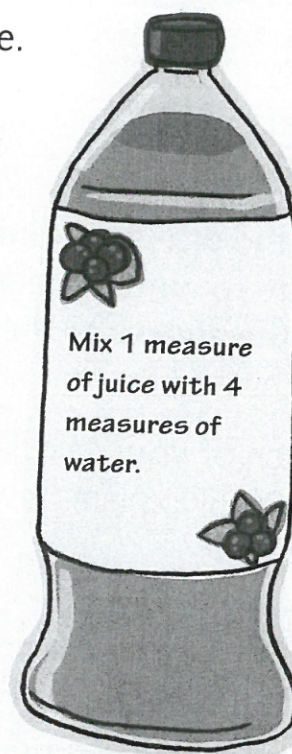 e.
Mix 1 measure
of juice with 4
measures of
water.